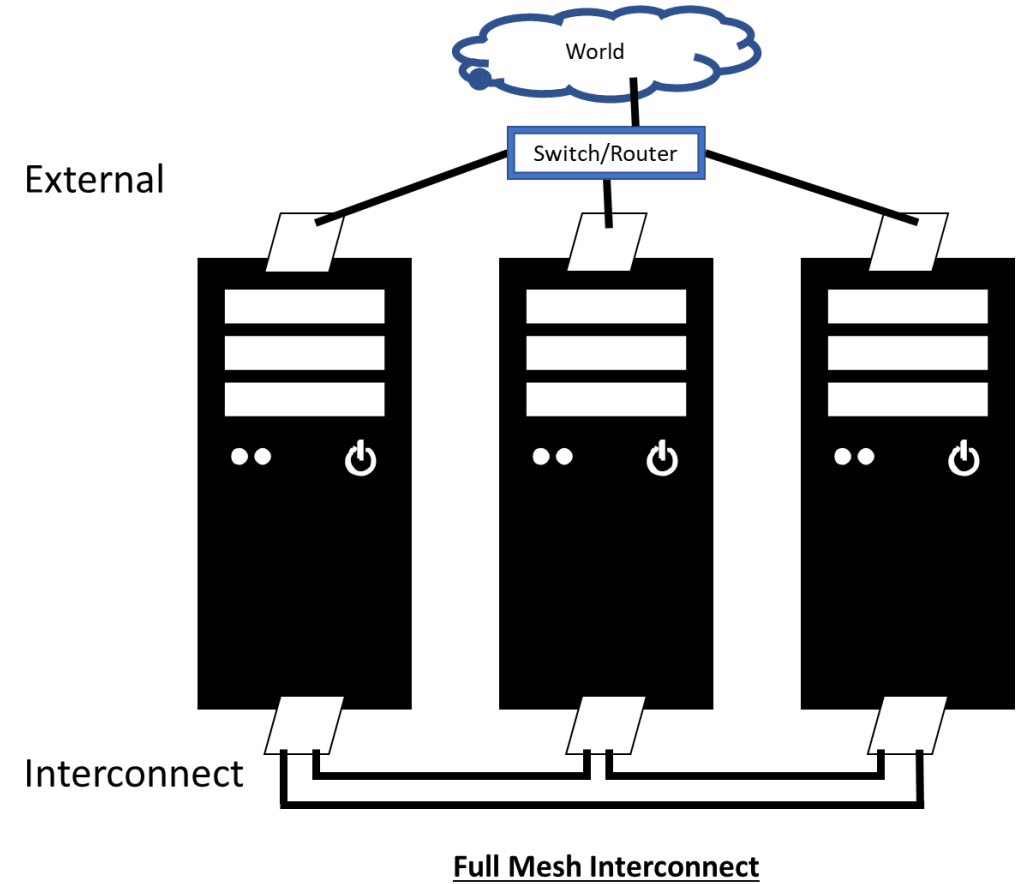 World
Switch/Router
External
Interconnect
Full Mesh Interconnect